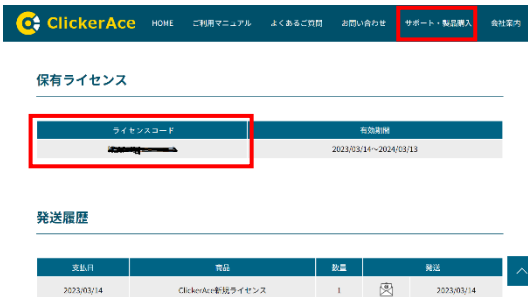 ClickerAce HOME ご利用マニュアル よくあるご質問 お問い合わせ サポート・製品購入 会社案内
保有ライセンス
ライセンスコード 有効期間
2023/03/14～2024/03/13
発送履歴
支払日 商品 数量 発送
2023/03/14 ClickerAce新規ライセンス 1 2023/03/14